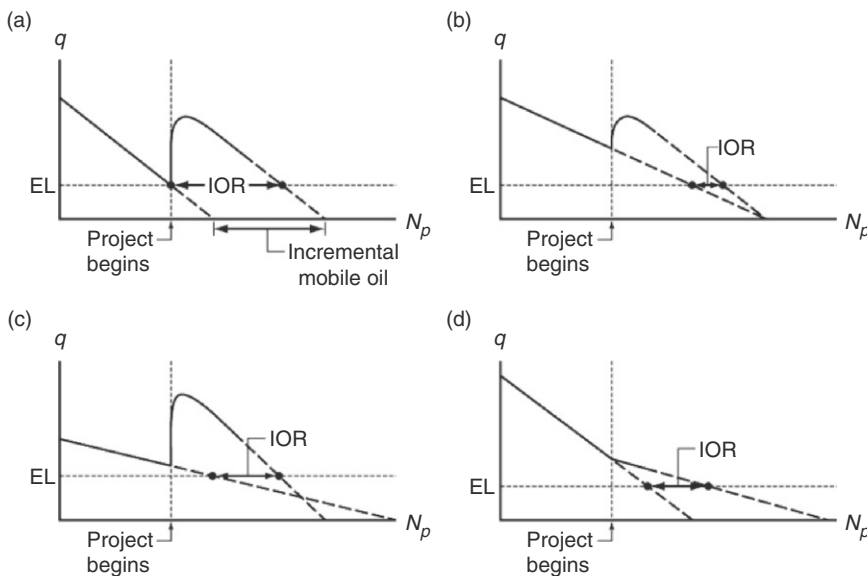 (a)
q
IOR
EL
N_p
Project
begins
Incremental
mobile oil
(b)
q
IOR
EL
N_p
Project
begins
(c)
q
IOR
EL
N_p
Project
begins
(d)
q
IOR
EL
N_p
Project
begins